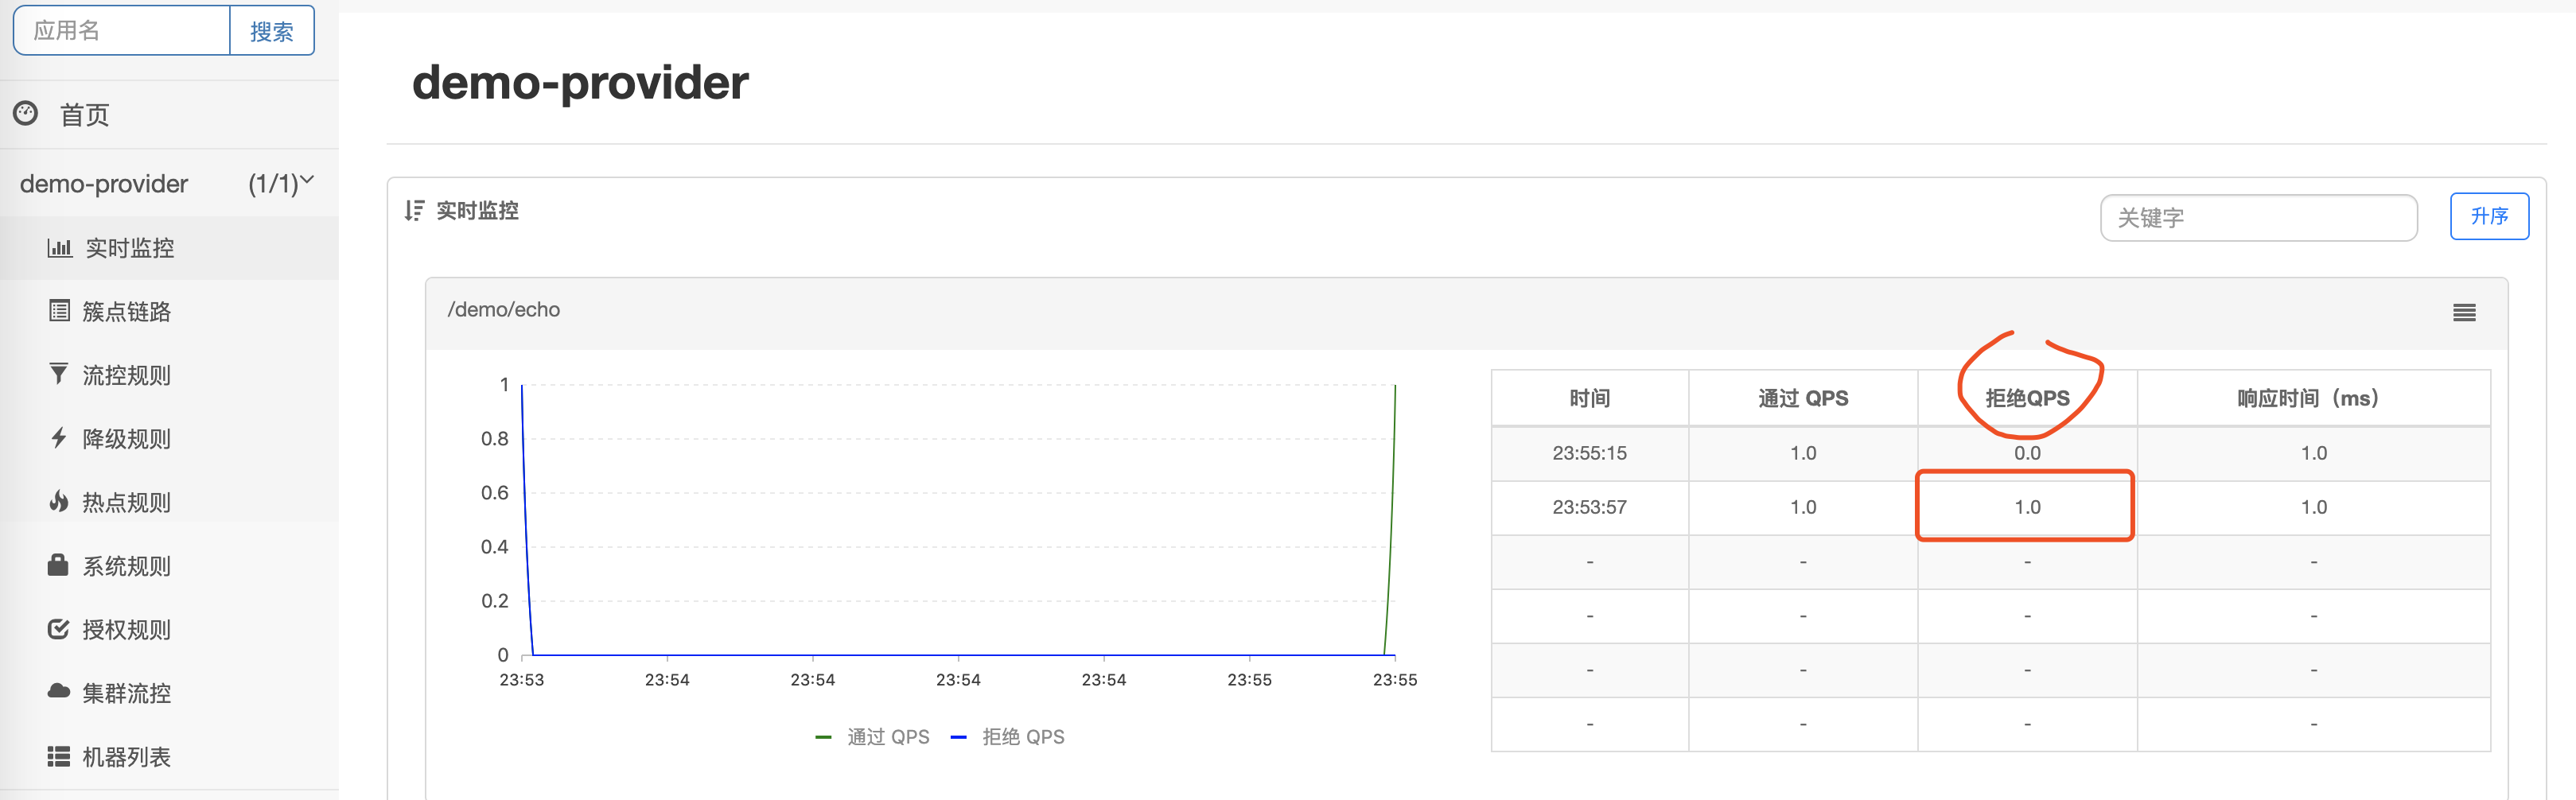 应用名 搜索
首页
demo-provider (1/1)
实时监控
簇点链路
流控规则
降级规则
热点规则
系统规则
授权规则
集群流控
机器列表
demo-provider
实时监控 关键字 升序
/demo/echo
1
0.8
0.6
0.4
0.2
0
23:53 23:54 23:54 23:54 23:54 23:55 23:55
通过 QPS 拒绝 QPS
时间 通过 QPS 拒绝QPS 响应时间（ms）
23:55:15 1.0 0.0 1.0
23:53:57 1.0 1.0 1.0
- - - -
- - - -
- - - -
- - - -